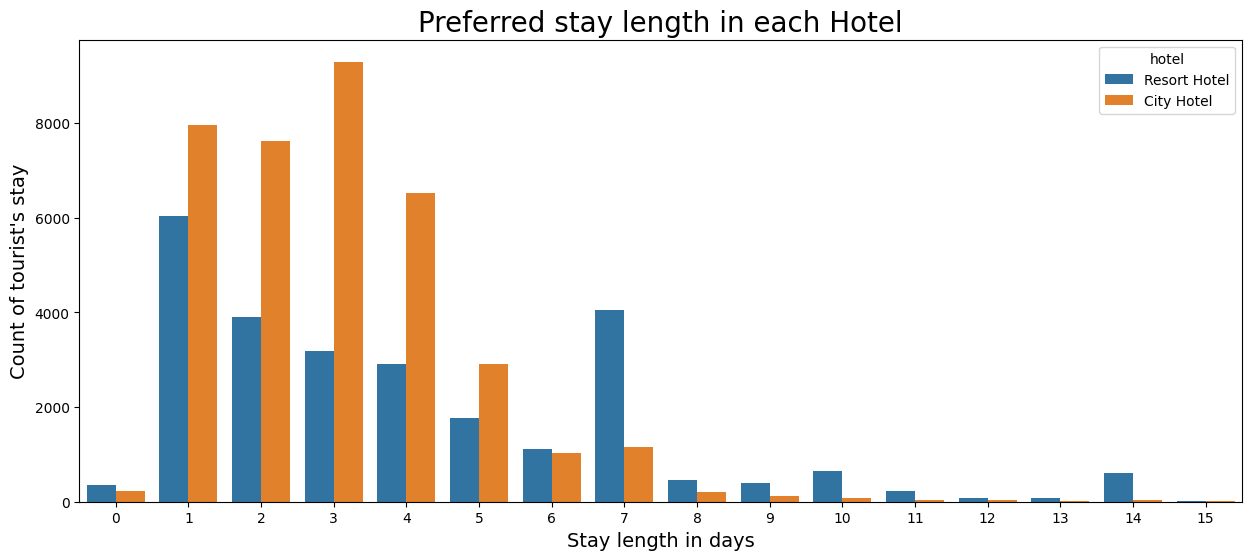 Preferred stay length in each Hotel
hotel
Resort Hotel
City Hotel
Count of tourist's stay
8000
6000
4000
2000
0
0 1 2 3 4 5 6 7 8 9 10 11 12 13 14 15
Stay length in days